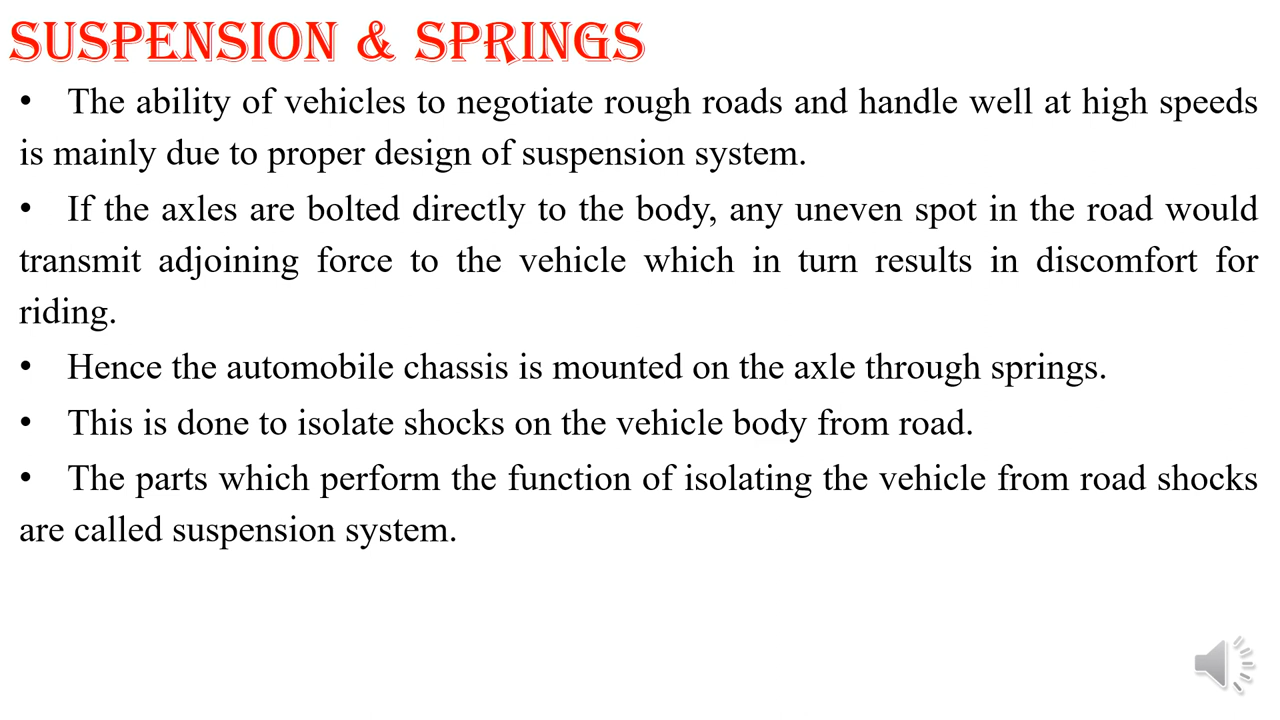 SUSPENSION & SPRINGS
• The ability of vehicles to negotiate rough roads and handle well at high speeds
is mainly due to proper design of suspension system.
• If the axles are bolted directly to the body, any uneven spot in the road would
transmit adjoining force to the vehicle which in turn results in discomfort for
riding.
• Hence the automobile chassis is mounted on the axle through springs.
• This is done to isolate shocks on the vehicle body from road.
• The parts which perform the function of isolating the vehicle from road shocks
are called suspension system.